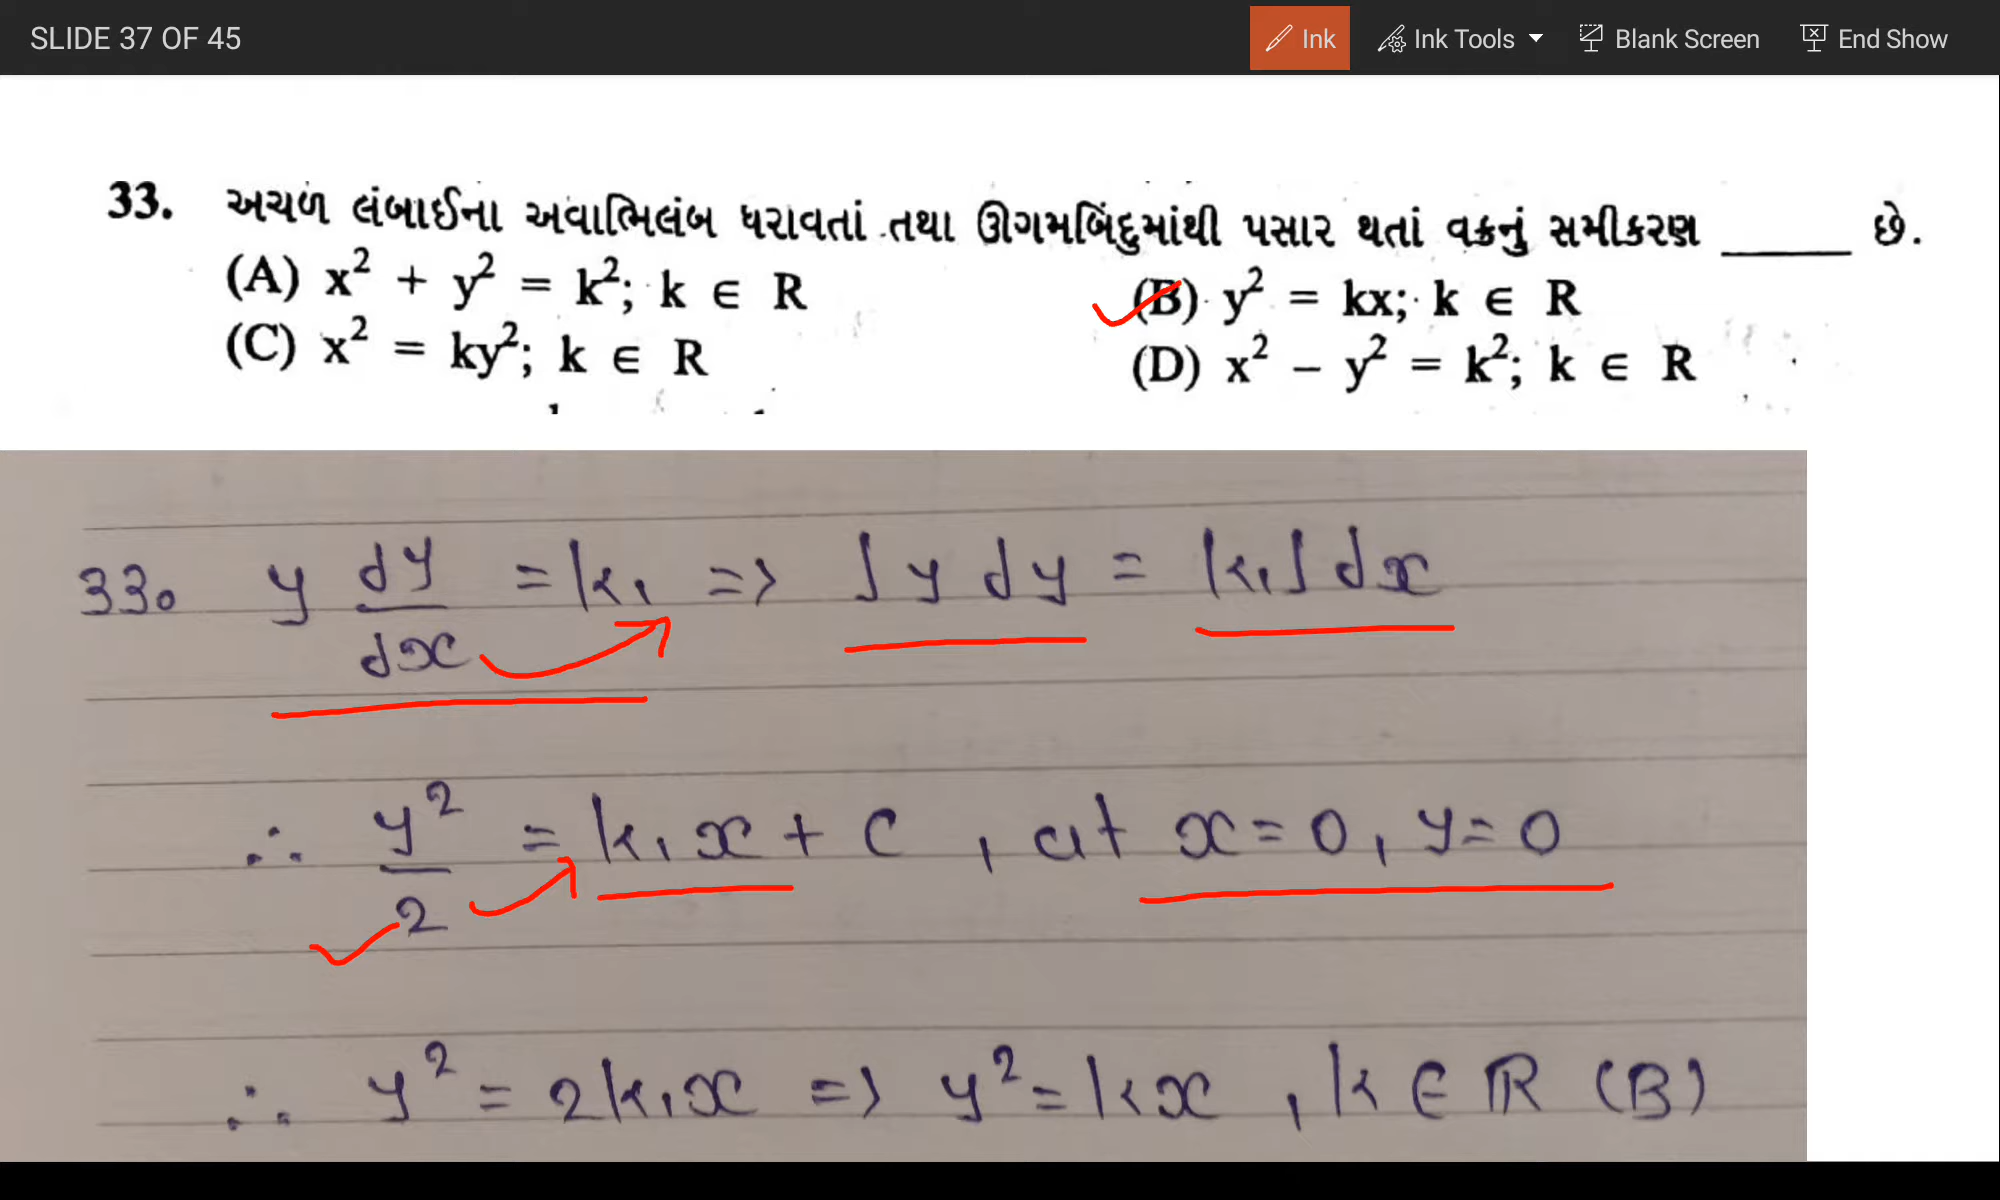 SLIDE 37 OF 45
Ink
Ink Tools
Blank Screen
End Show
33. અચળ લંબાઈના અવાભિલંબ ધરાવતાં તથા ઊગમબિંદુમાંથી પસાર થતાં વક્રનું સમીકરણ _____ છે.
(A) x² + y² = k²; k ∈ R (B) y² = kx; k ∈ R
(C) x² = ky²; k ∈ R (D) x² − y² = k²; k ∈ R
33. y dy/dx = k₁ => ∫ y dy = k₁∫dx
∴ y²/2 = k₁x + c, at x=0, y=0
∴ y² = 2k₁x => y² = kx, k ∈ ℝ (B)